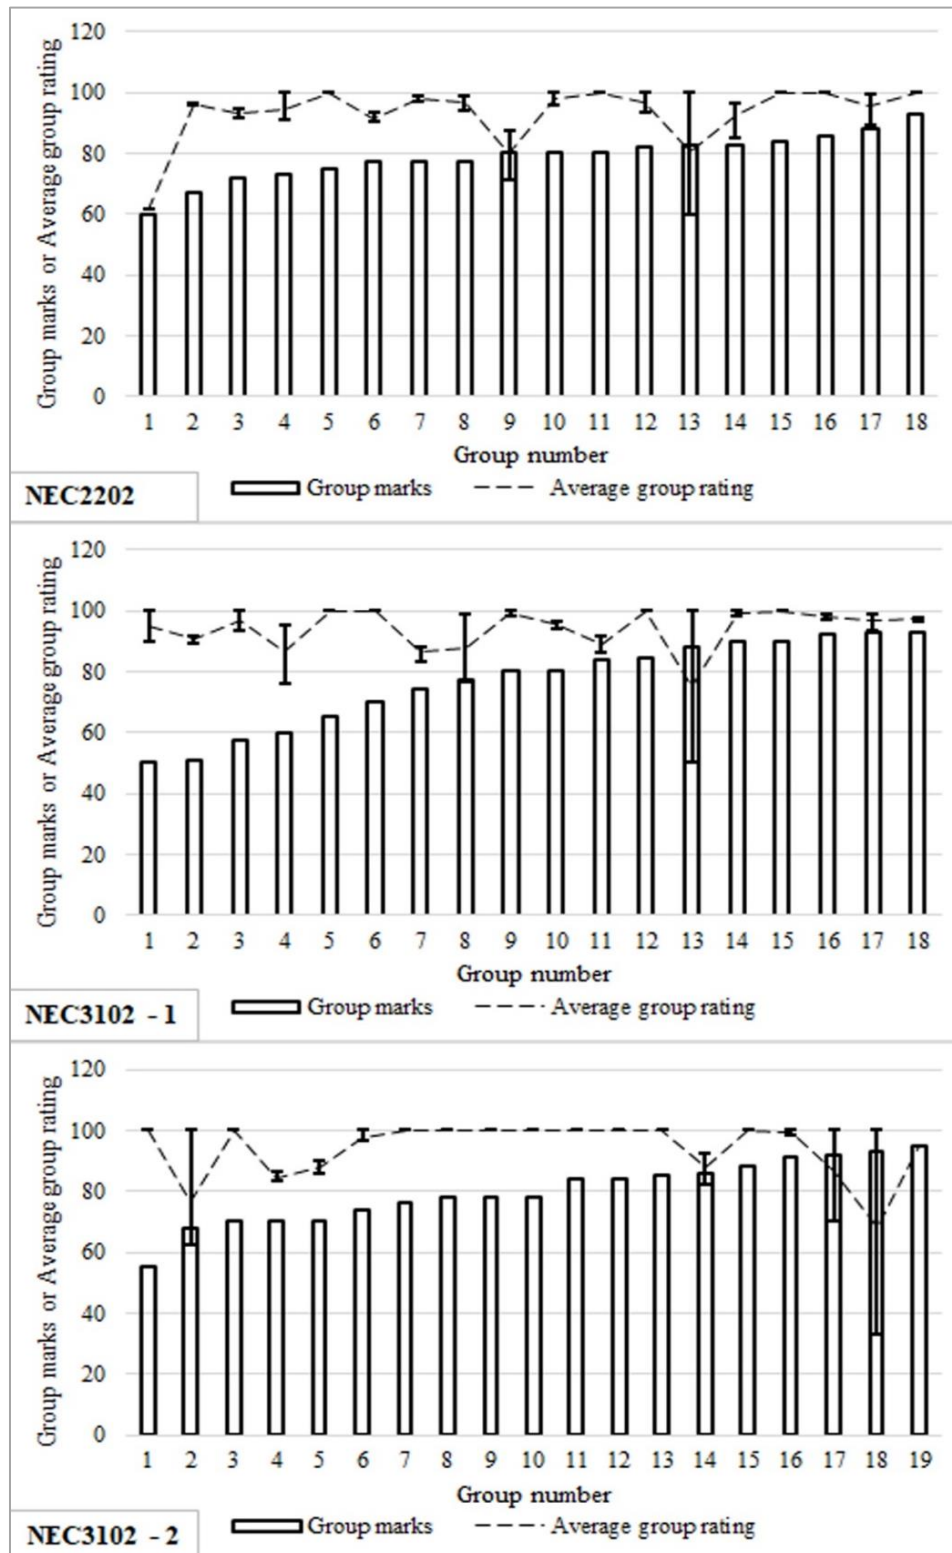 Group marks or Average group rating
120
100
80
60
40
20
0
1 2 3 4 5 6 7 8 9 10 11 12 13 14 15 16 17 18
Group number
NEC2202
Group marks Average group rating
Group marks or Average group rating
120
100
80
60
40
20
0
1 2 3 4 5 6 7 8 9 10 11 12 13 14 15 16 17 18
Group number
NEC3102 - 1
Group marks Average group rating
Group marks or Average group rating
120
100
80
60
40
20
0
1 2 3 4 5 6 7 8 9 10 11 12 13 14 15 16 17 18 19
Group number
NEC3102 - 2
Group marks Average group rating